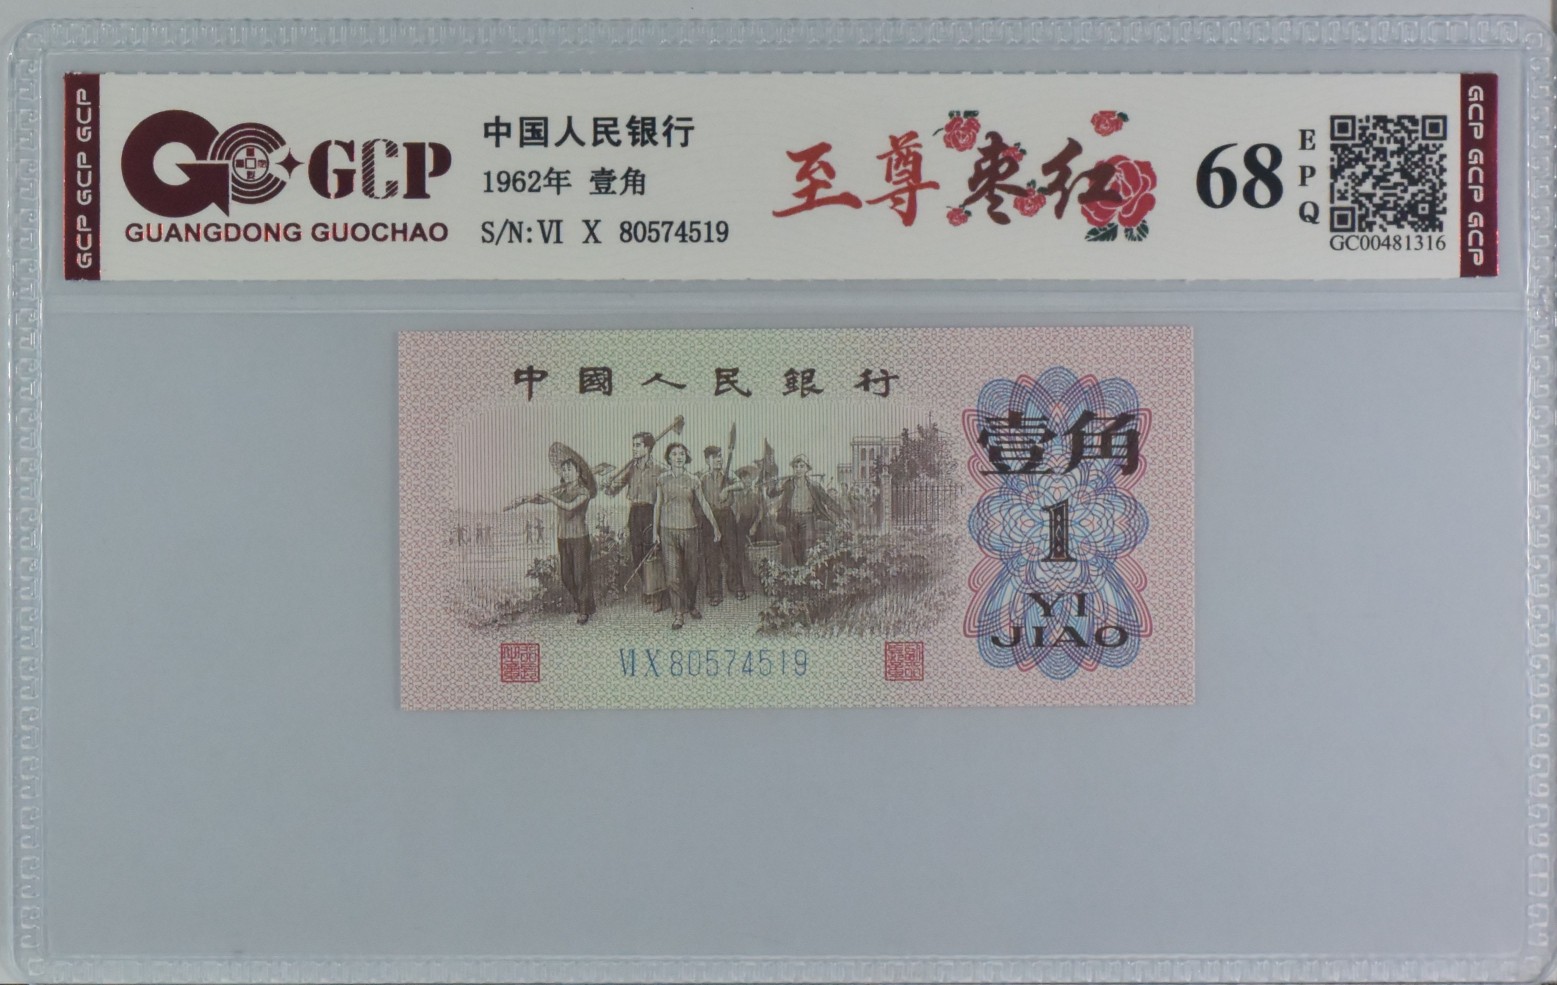 GCP GCP GCP
GCP
GUANGDONG GUOCHAO
中国人民银行
1962年 壹角
S/N:Ⅵ X 80574519
至尊枣红
68
EPQ
GC00481316
GCP GCP GCP
中國人民銀行
壹角
1
YI
JIAO
ⅥX80574519